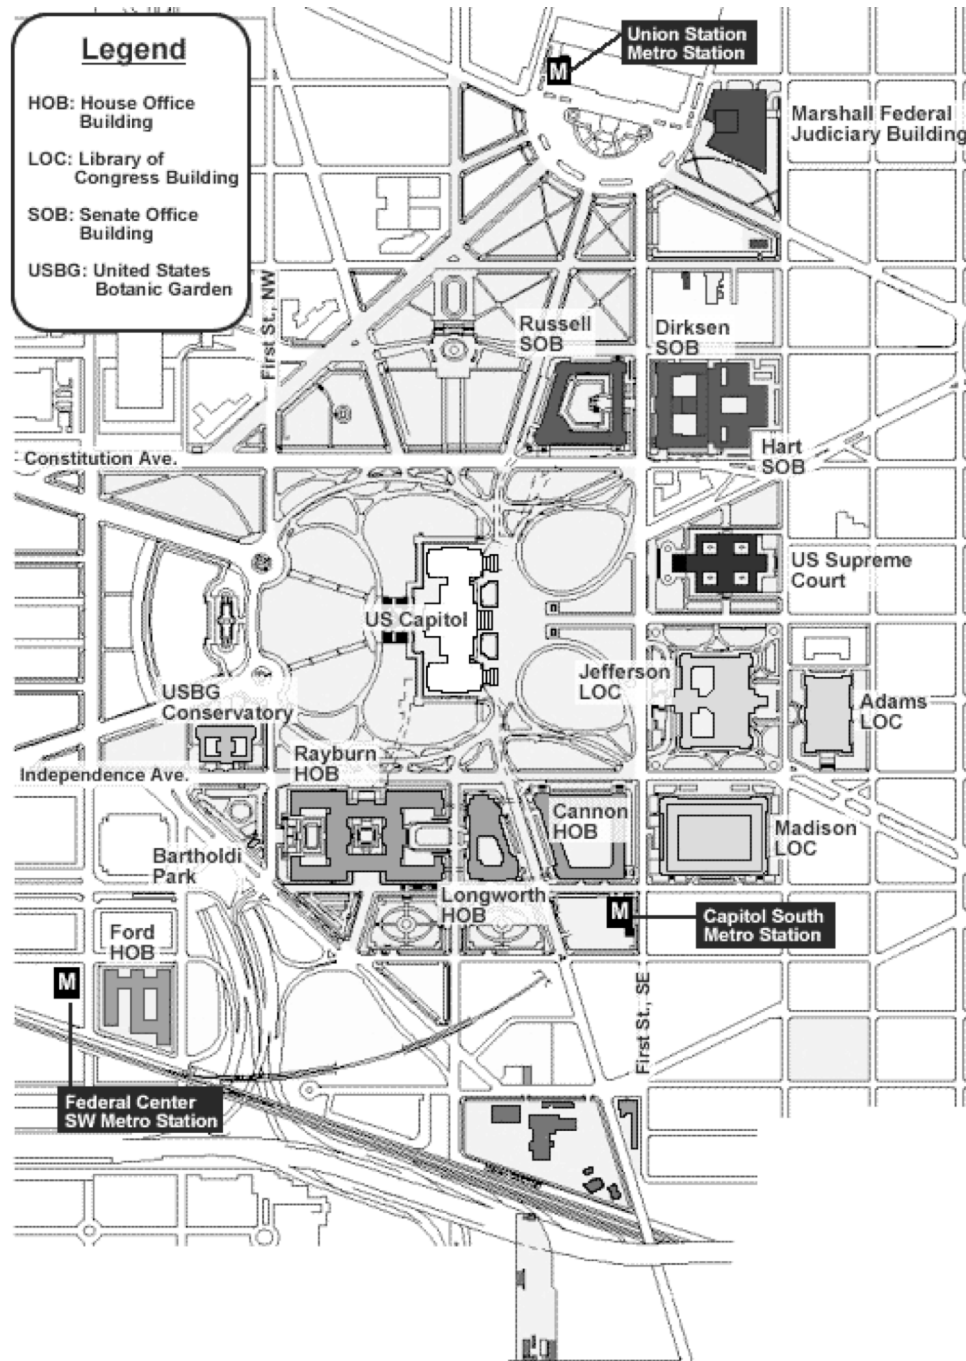 Legend
HOB: House Office
Building
LOC: Library of
Congress Building
SOB: Senate Office
Building
USBG: United States
Botanic Garden
Union Station
Metro Station
M
Marshall Federal
Judiciary Building
First St., NW
Russell
SOB
Dirksen
SOB
Constitution Ave.
Hart
SOB
US Supreme
Court
US Capitol
Jefferson
LOC
Adams
LOC
USBG
Conservatory
Rayburn
HOB
Independence Ave.
Cannon
HOB
Madison
LOC
Bartholdi
Park
Longworth
HOB
M
Capitol South
Metro Station
Ford
HOB
M
First St., SE
Federal Center
SW Metro Station